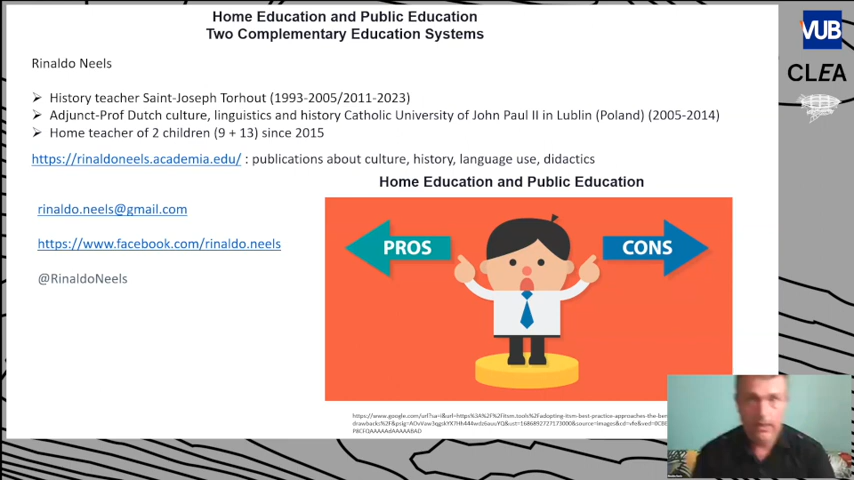 Home Education and Public Education
Two Complementary Education Systems
VUB
CLEA
Rinaldo Neels
➢ History teacher Saint-Joseph Torhout (1993-2005/2011-2023)
➢ Adjunct-Prof Dutch culture, linguistics and history Catholic University of John Paul II in Lublin (Poland) (2005-2014)
➢ Home teacher of 2 children (9 + 13) since 2015
https://rinaldoneels.academia.edu/ : publications about culture, history, language use, didactics
Home Education and Public Education
rinaldo.neels@gmail.com
https://www.facebook.com/rinaldo.neels
@RinaldoNeels
PROS
CONS